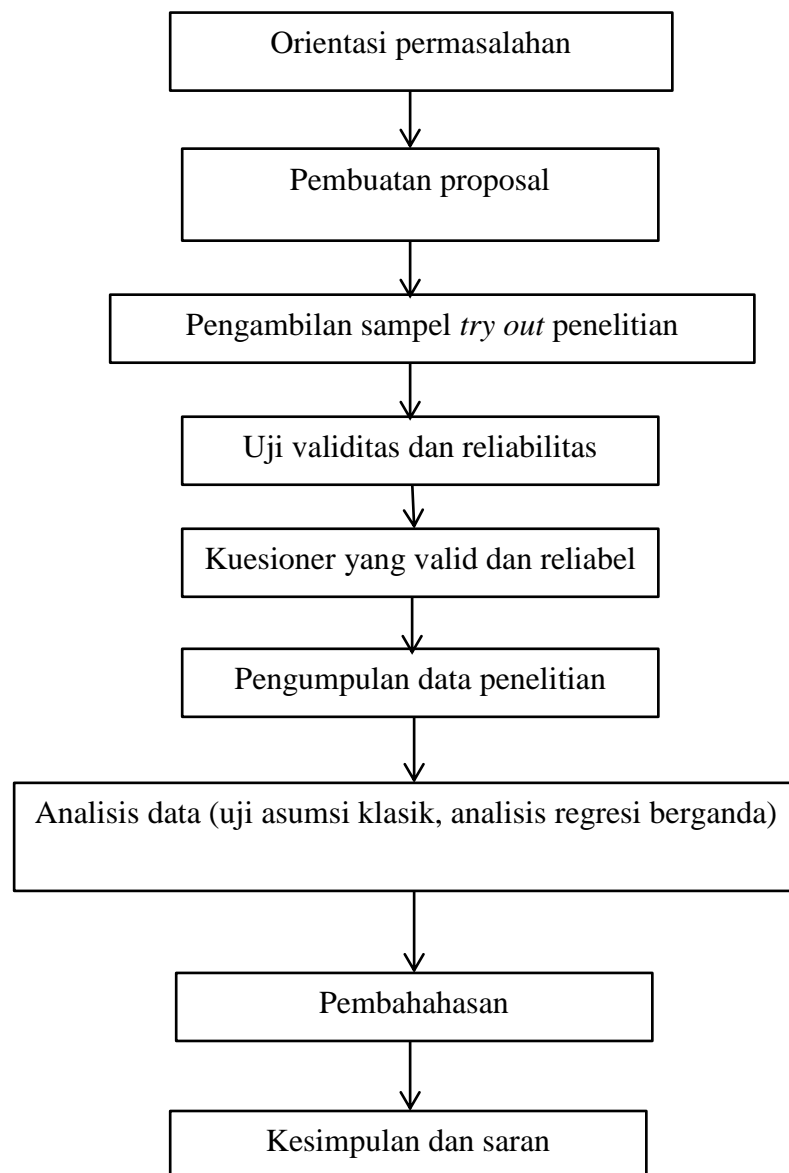 Orientasi permasalahan
Pembuatan proposal
Pengambilan sampel try out penelitian
Uji validitas dan reliabilitas
Kuesioner yang valid dan reliabel
Pengumpulan data penelitian
Analisis data (uji asumsi klasik, analisis regresi berganda)
Pembahahasan
Kesimpulan dan saran